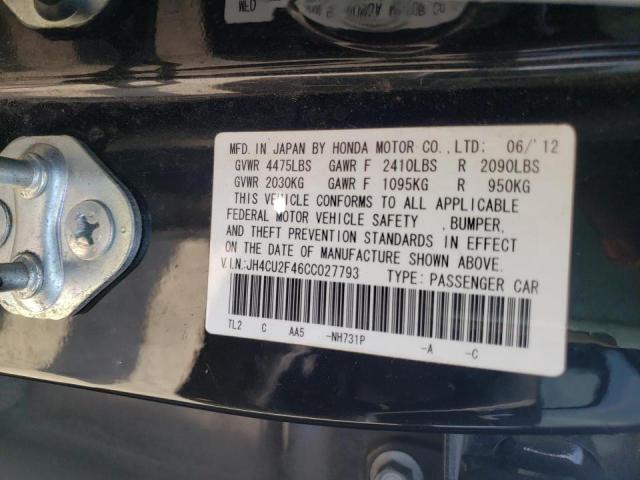 MFD
MFD. IN JAPAN BY HONDA MOTOR CO.,LTD: 06/'12
GVWR 4475LBS GAWR F 2410LBS R 2090LBS
GVWR 2030KG GAWR F 1095KG R 950KG
THIS VEHICLE CONFORMS TO ALL APPLICABLE
FEDERAL MOTOR VEHICLE SAFETY ,BUMPER,
AND THEFT PREVENTION STANDARDS IN EFFECT
ON THE DATE OF MANUFACTURE SHOWN ABOVE.
V.I.N:JH4CU2F46CC027793 TYPE: PASSENGER CAR
TL2 C AA5 -NH731P -A -C